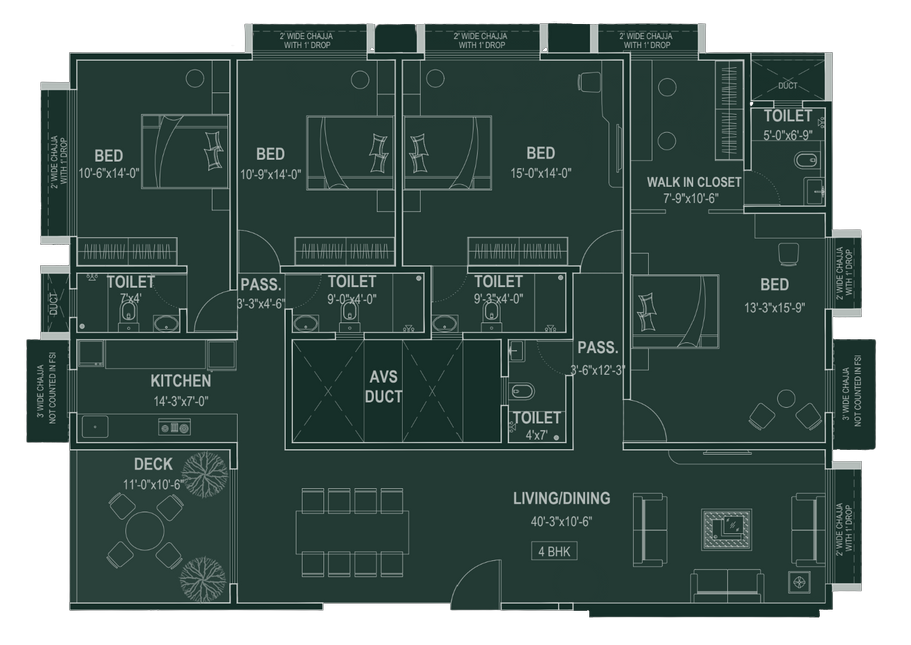 2' WIDE CHAJJA
WITH 1' DROP
2' WIDE CHAJJA
WITH 1' DROP
2' WIDE CHAJJA
WITH 1' DROP
DUCT
TOILET
5'-0"x6'-9"
2' WIDE CHAJJA
WITH 1' DROP
BED
10'-6"x14'-0"
BED
10'-9"x14'-0"
BED
15'-0"x14'-0"
WALK IN CLOSET
7'-9"x10'-6"
DUCT
TOILET
7'x4'
PASS.
3'-3"x4'-6"
TOILET
9'-0"x4'-0"
TOILET
9'-3"x4'-0"
BED
13'-3"x15'-9"
2' WIDE CHAJJA
WITH 1' DROP
3' WIDE CHAJJA
NOT COUNTED IN FSI
KITCHEN
14'-3"x7'-0"
AVS
DUCT
PASS.
3'-6"x12'-3"
TOILET
4'x7'
3' WIDE CHAJJA
NOT COUNTED IN FSI
DECK
11'-0"x10'-6"
LIVING/DINING
40'-3"x10'-6"
4 BHK
2' WIDE CHAJJA
WITH 1' DROP